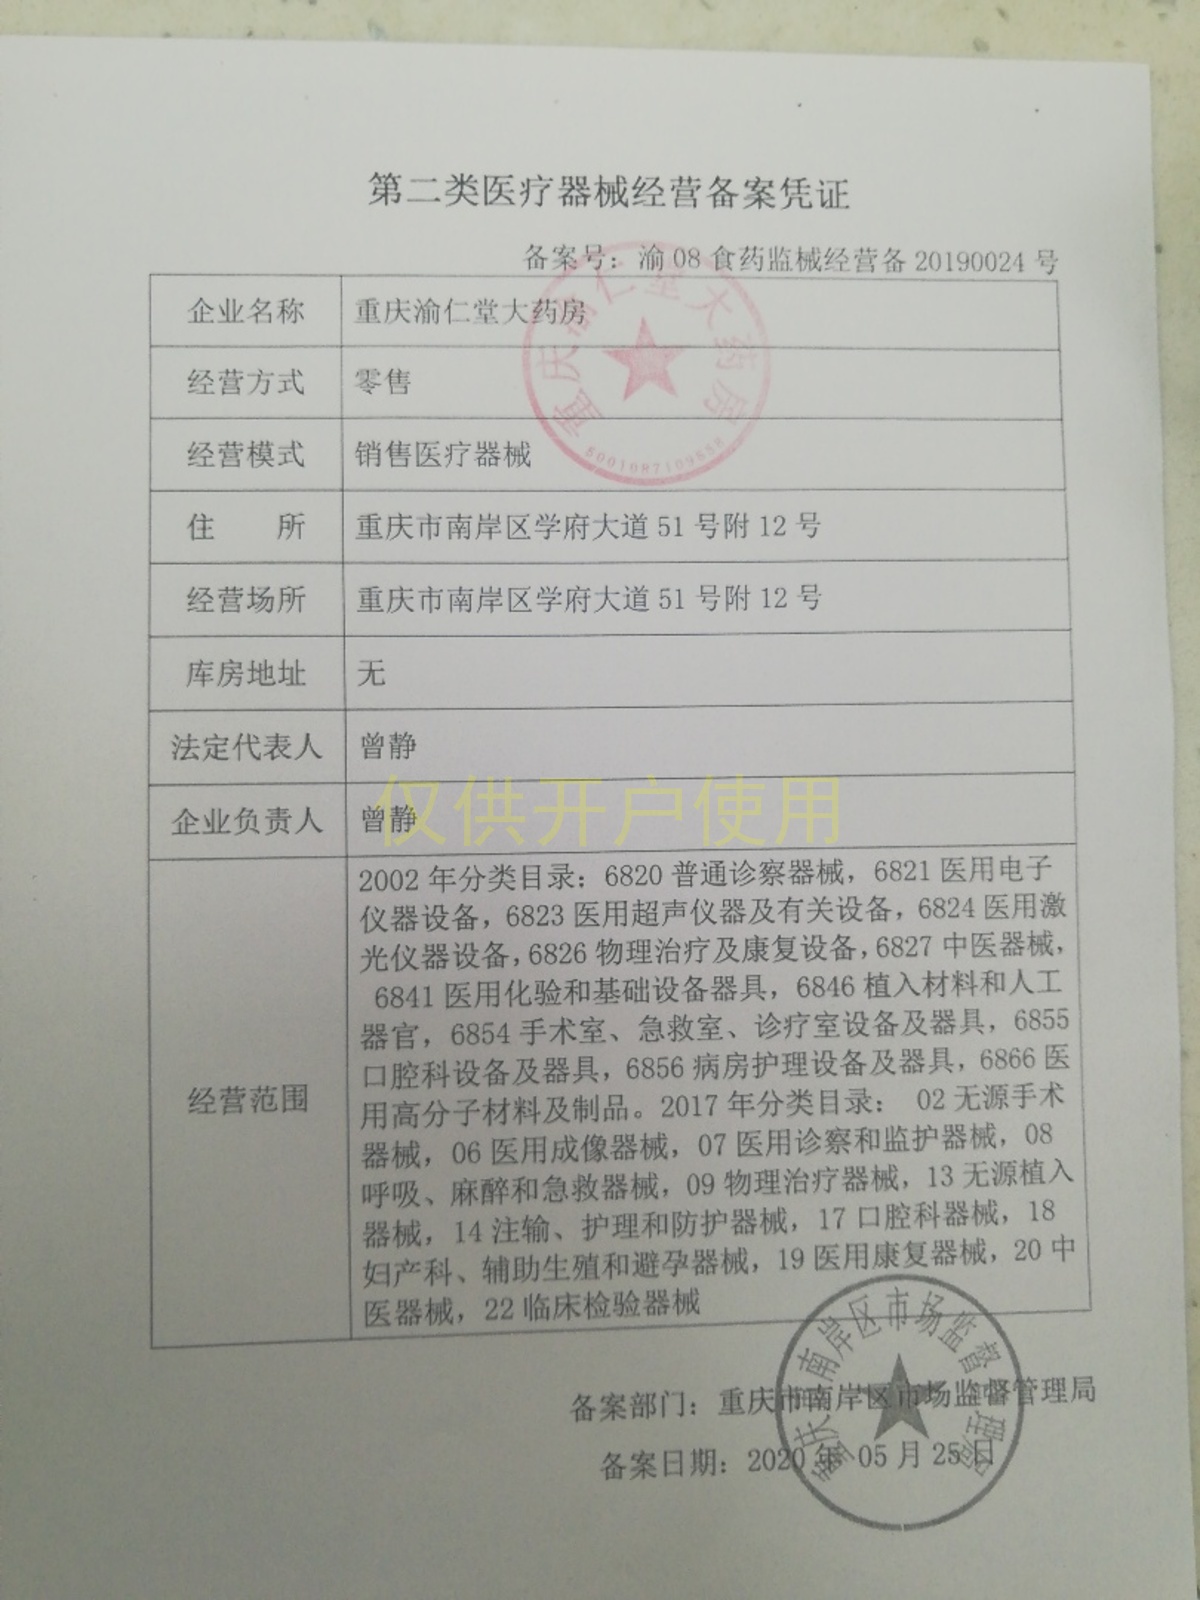 第二类医疗器械经营备案凭证
备案号：渝 08 食药监械经营备 20190024 号
企业名称 重庆渝仁堂大药房
经营方式 零售
经营模式 销售医疗器械
住 所 重庆市南岸区学府大道 51 号附 12 号
经营场所 重庆市南岸区学府大道 51 号附 12 号
库房地址 无
法定代表人 曾静
企业负责人 曾静
仅供开户使用
经营范围
2002 年分类目录：6820 普通诊察器械，6821 医用电子
仪器设备，6823 医用超声仪器及有关设备，6824 医用激
光仪器设备，6826 物理治疗及康复设备，6827 中医器械，
6841 医用化验和基础设备器具，6846 植入材料和人工
器官，6854 手术室、急救室、诊疗室设备及器具，6855
口腔科设备及器具，6856 病房护理设备及器具，6866 医
用高分子材料及制品。2017 年分类目录： 02 无源手术
器械，06 医用成像器械，07 医用诊察和监护器械，08
呼吸、麻醉和急救器械，09 物理治疗器械，13 无源植入
器械，14 注输、护理和防护器械，17 口腔科器械，18
妇产科、辅助生殖和避孕器械，19 医用康复器械，20 中
医器械，22 临床检验器械
备案部门：重庆市南岸区市场监督管理局
备案日期：2020 年 05 月 25 日
重庆渝仁堂大药房
重庆市南岸区市场监督管理局